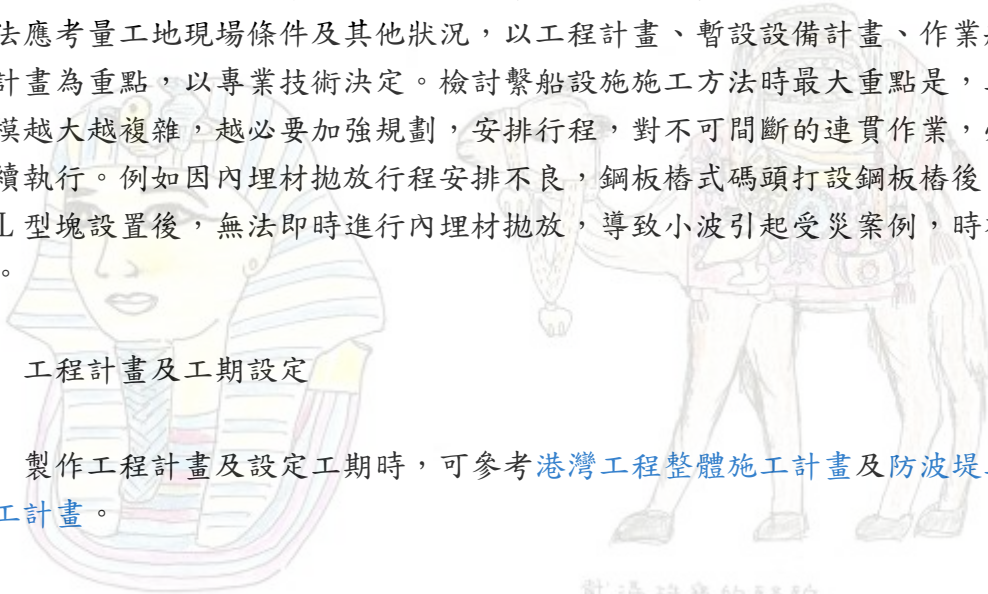 法應考量工地現場條件及其他狀況，以工程計畫、暫設設備計畫、作業
計畫為重點，以專業技術決定。檢討繫船設施施工方法時最大重點是，
模越大越複雜，越必要加強規劃，安排行程，對不可間斷的連貫作業，
續執行。例如因內埋材拋放行程安排不良，鋼板樁式碼頭打設鋼板樁後
L 型塊設置後，無法即時進行內埋材拋放，導致小波引起受災案例，時
。
工程計畫及工期設定
製作工程計畫及設定工期時，可參考港灣工程整體施工計畫及防波堤
工計畫。